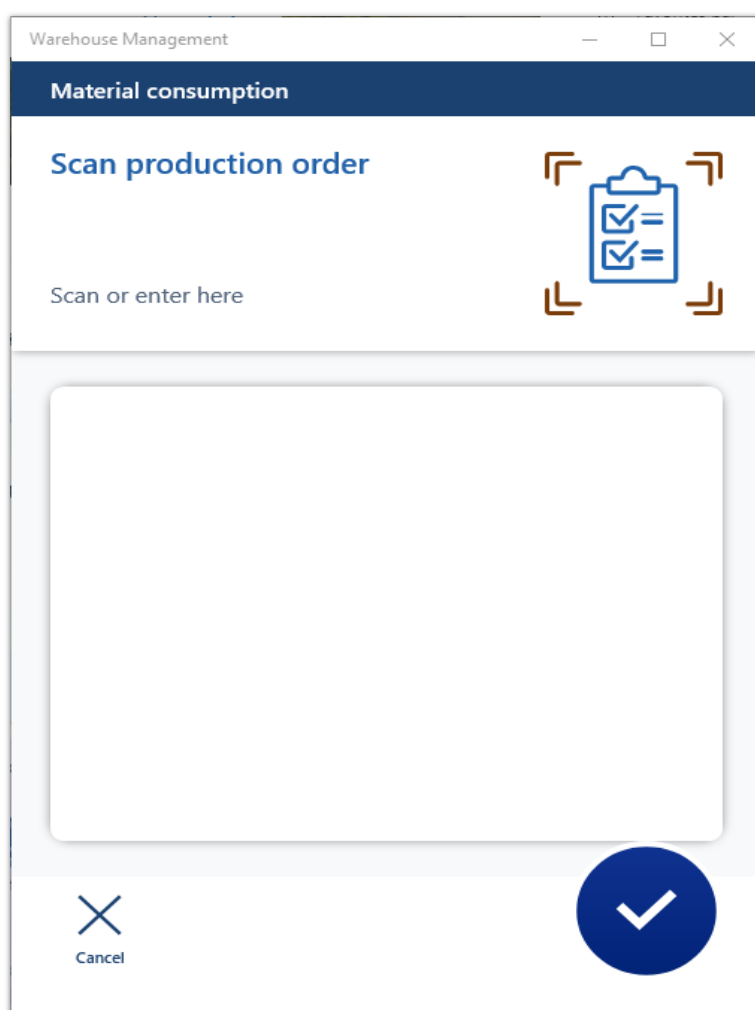 Warehouse Management
Material consumption
Scan production order
Scan or enter here
Cancel